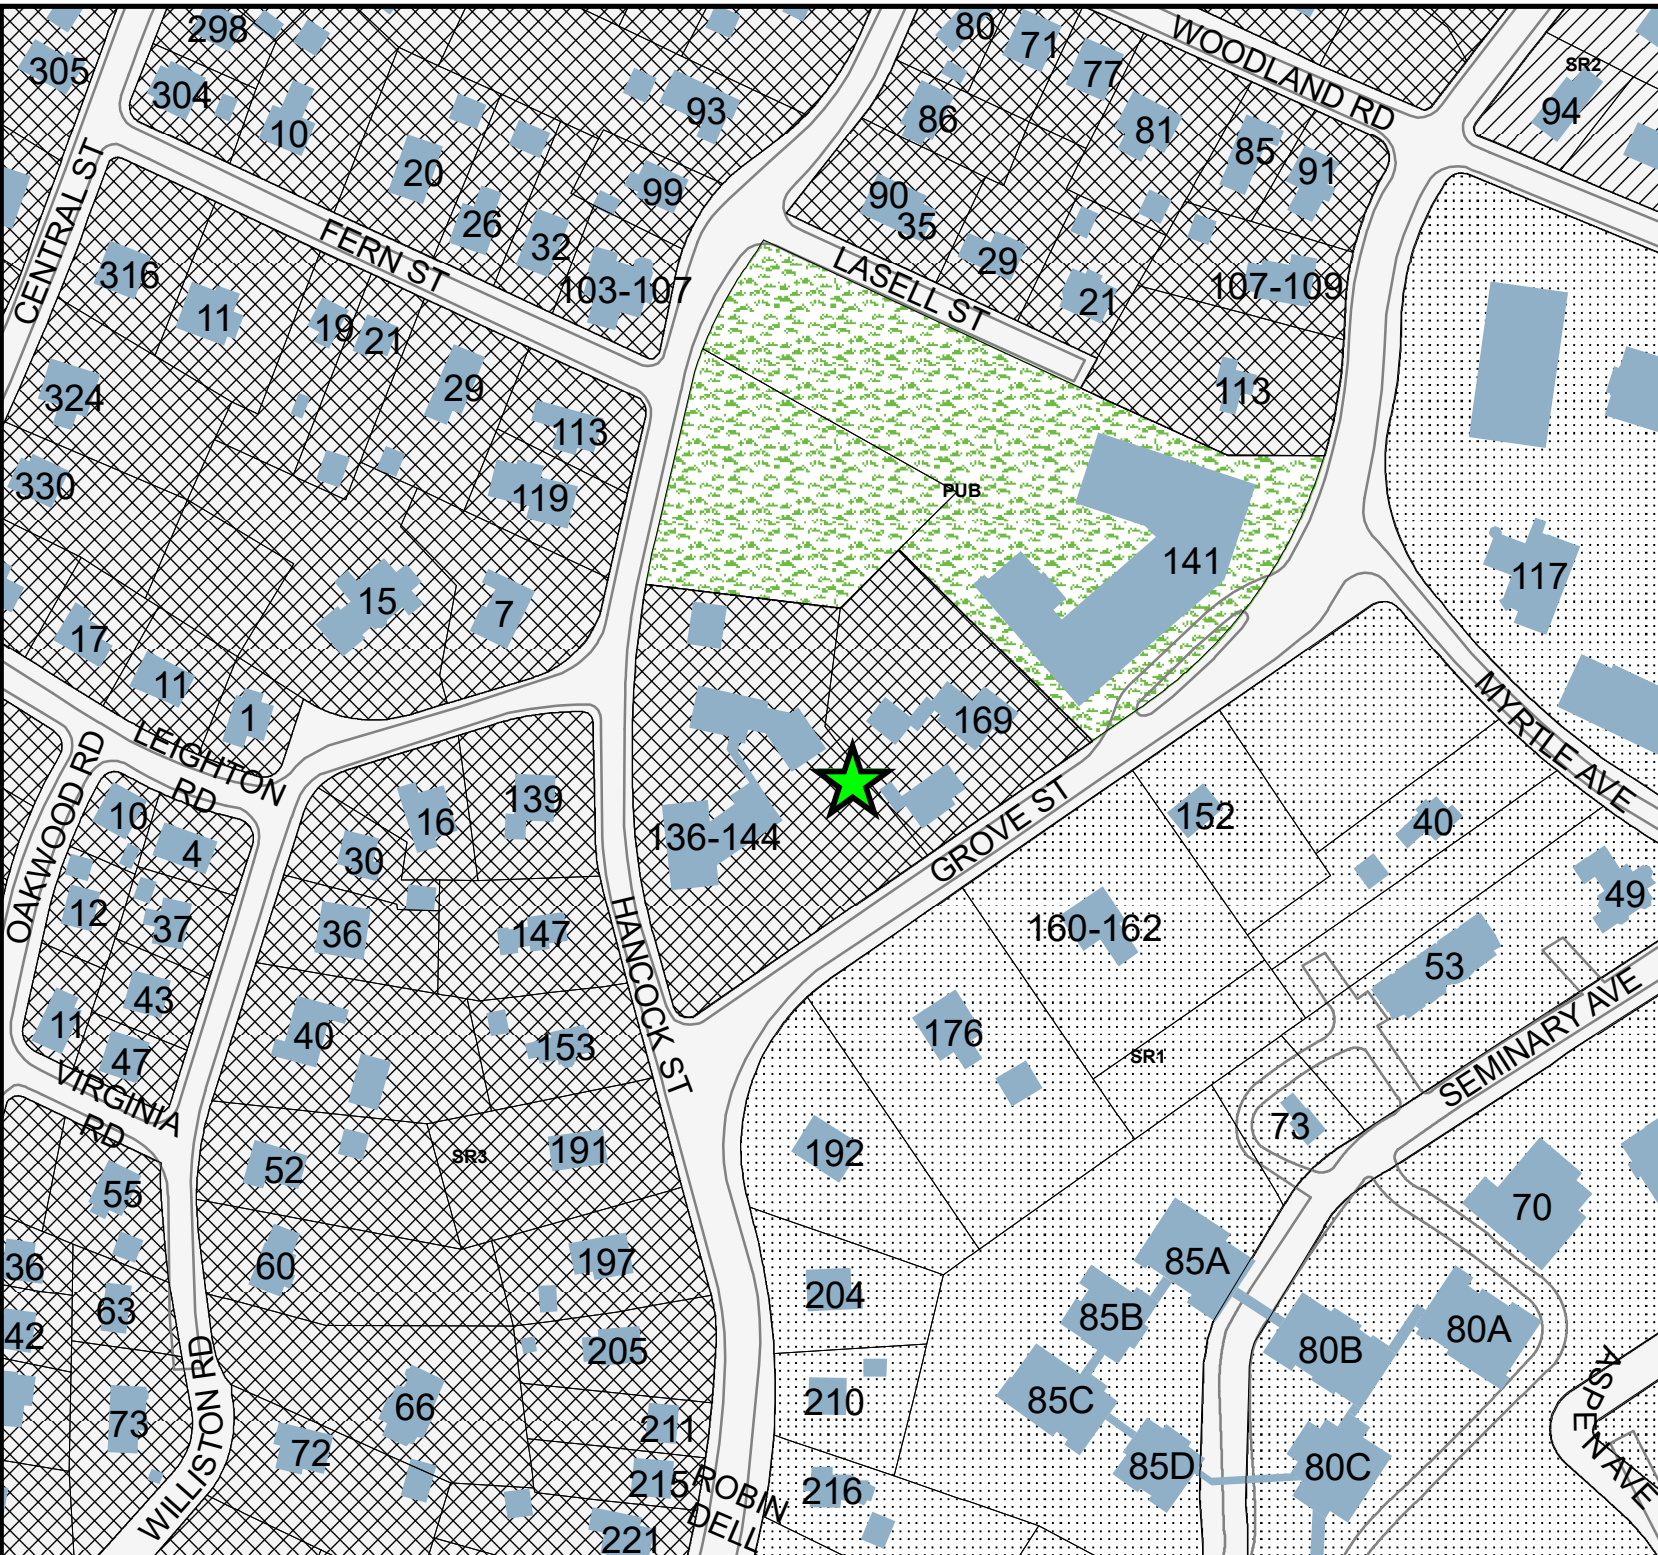 298
80
71
WOODLAND RD
SR2
305
304
10
93
77
86
81
94
85
91
20
99
90
35
26
32
CENTRAL ST
FERN ST
316
29
LASELL ST
103-107
107-109
21
11
19
21
324
29
113
113
330
119
PUB
141
117
15
7
17
11
1
169
MYRTLE AVE
LEIGHTON
RD
OAKWOOD RD
10
16
139
136-144
GROVE ST
152
40
4
30
49
12
37
36
147
160-162
53
HANCOCK ST
43
11
40
153
176
SR1
SEMINARY AVE
47
VIRGINIA
RD
73
SR3
191
192
52
55
70
36
60
197
85A
204
63
42
85B
80A
205
80B
WILLISTON RD
66
210
85C
ASPEN AVE
73
211
72
215
ROBIN
DELL
216
85D
80C
221